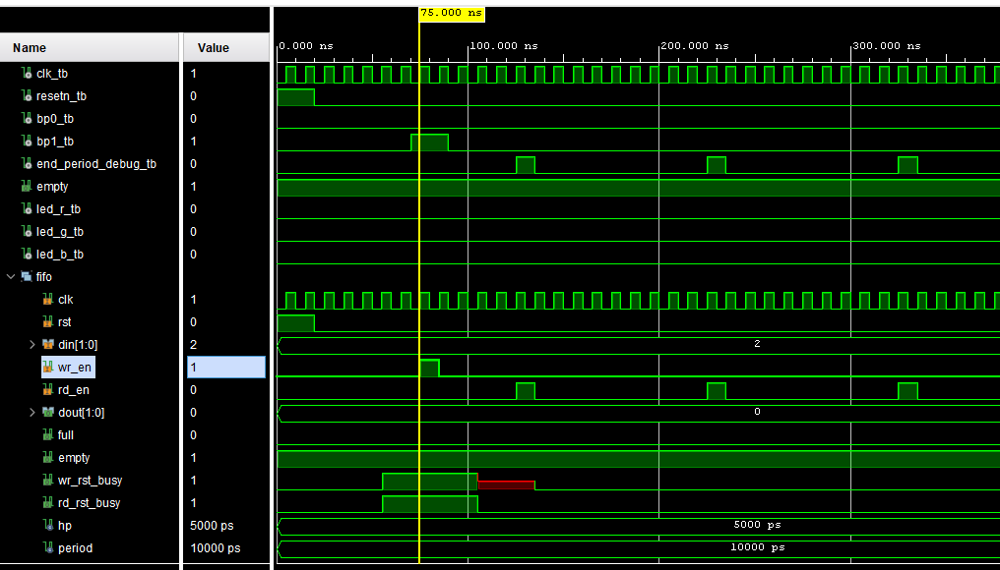 75.000 ns
Name Value 0.000 ns 100.000 ns 200.000 ns 300.000 ns
clk_tb 1
resetn_tb 0
bp0_tb 0
bp1_tb 1
end_period_debug_tb 0
empty 1
led_r_tb 0
led_g_tb 0
led_b_tb 0
fifo
clk 1
rst 0
din[1:0] 2 2
wr_en 1
rd_en 0
dout[1:0] 0 0
full 0
empty 1
wr_rst_busy 1
rd_rst_busy 1
hp 5000 ps 5000 ps
period 10000 ps 10000 ps